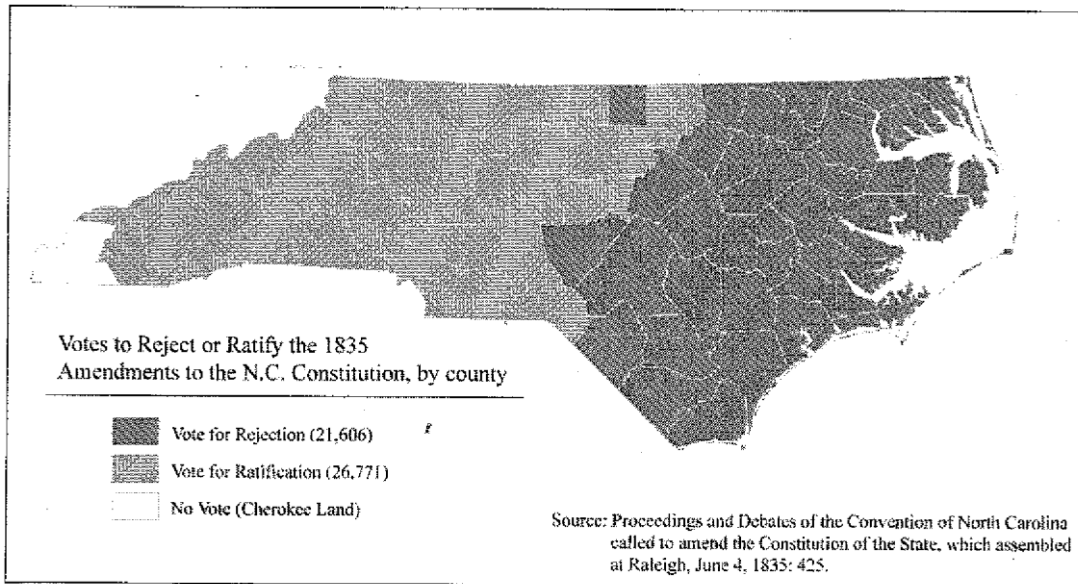 Votes to Reject or Ratify the 1835
Amendments to the N.C. Constitution, by county
Vote for Rejection (21,606)
Vote for Ratification (26,771)
No Vote (Cherokee Land)
Source: Proceedings and Debates of the Convention of North Carolina
called to amend the Constitution of the State, which assembled
at Raleigh, June 4, 1835: 425.